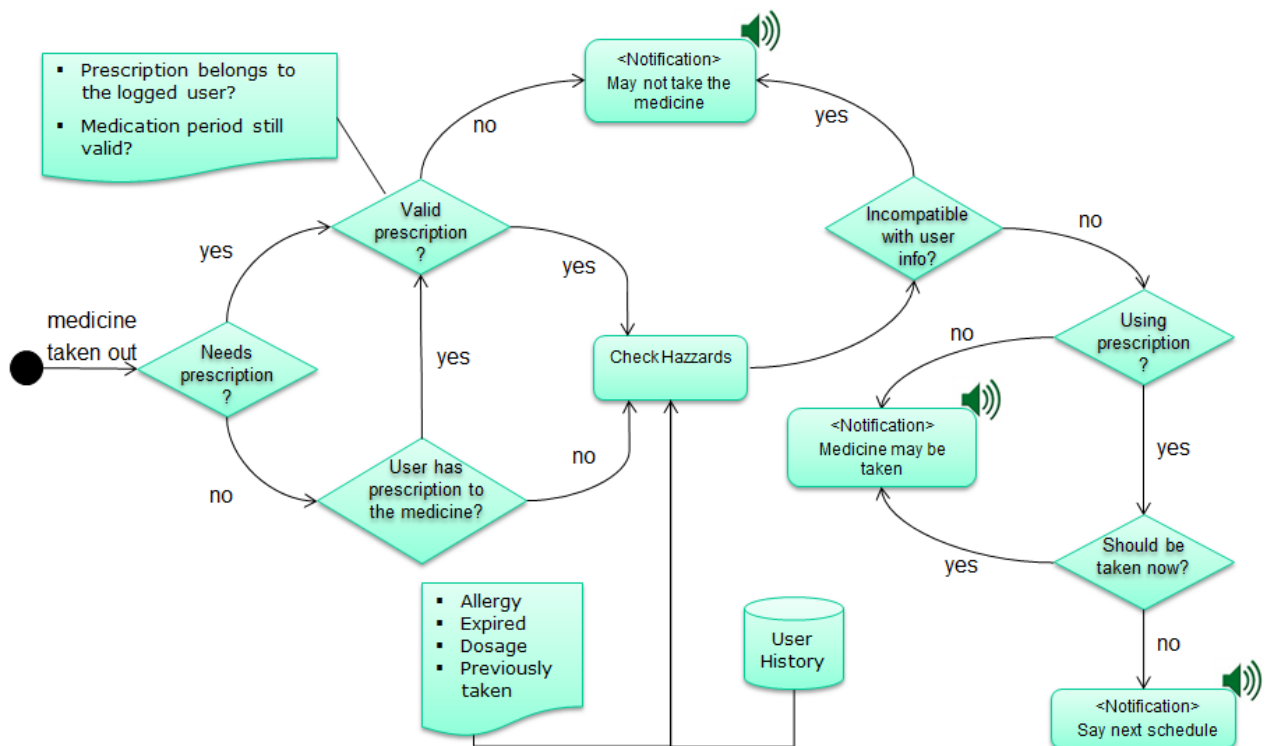 ▪ Prescription belongs to
the logged user?
▪ Medication period still
valid?
<Notification>
May not take the
medicine
no
yes
Valid
prescription
?
Incompatible
with user
info?
no
yes
yes
medicine
taken out
Needs
prescription
?
yes
Check Hazzards
no
Using
prescription
?
<Notification>
Medicine may be
taken
yes
no
User has
prescription to
the medicine?
no
Should be
taken now?
yes
▪ Allergy
▪ Expired
▪ Dosage
▪ Previously
taken
User
History
no
<Notification>
Say next schedule